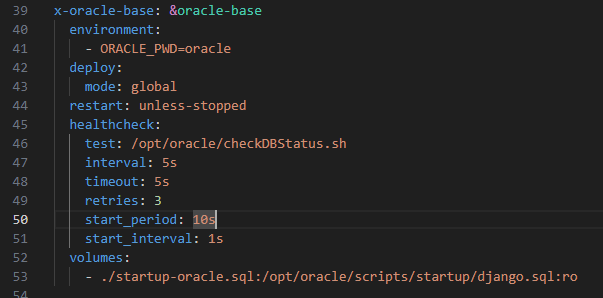 39 x-oracle-base: &oracle-base
40   environment:
41     - ORACLE_PWD=oracle
42   deploy:
43     mode: global
44   restart: unless-stopped
45   healthcheck:
46     test: /opt/oracle/checkDBStatus.sh
47     interval: 5s
48     timeout: 5s
49     retries: 3
50     start_period: 10s
51     start_interval: 1s
52   volumes:
53     - ./startup-oracle.sql:/opt/oracle/scripts/startup/django.sql:ro
54